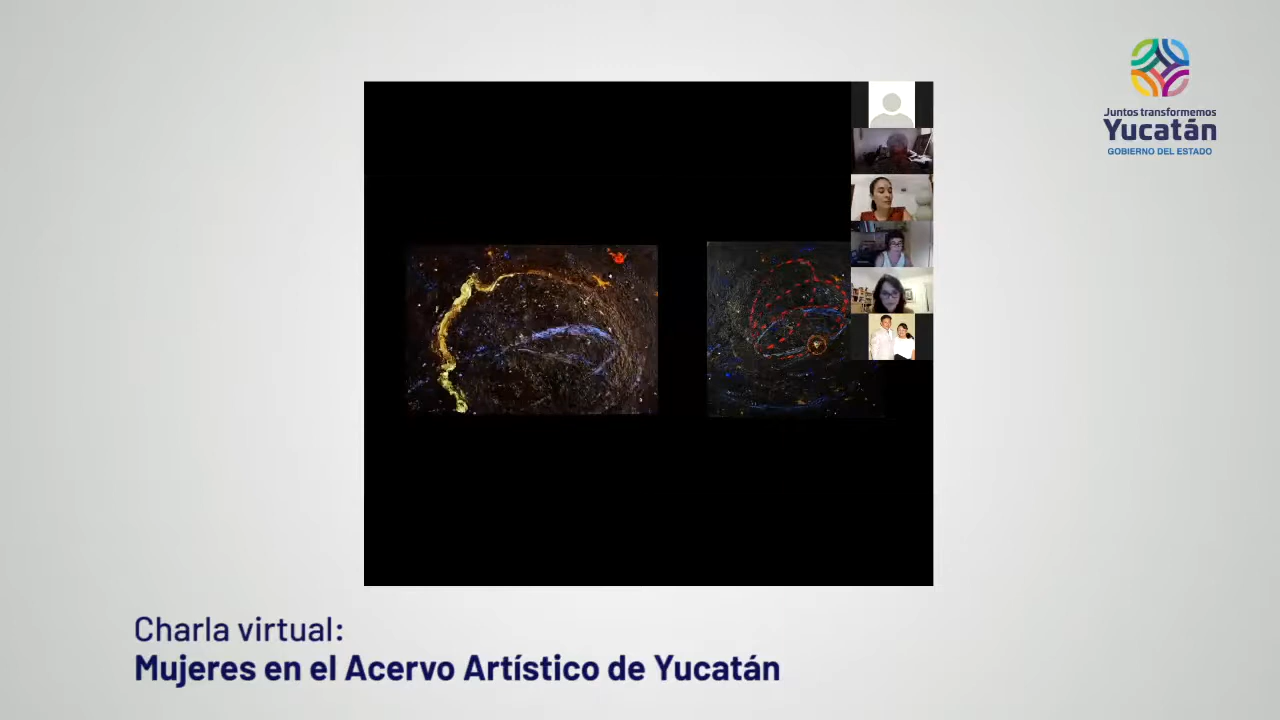 Juntos transformemos
Yucatán
GOBIERNO DEL ESTADO
Charla virtual:
Mujeres en el Acervo Artístico de Yucatán